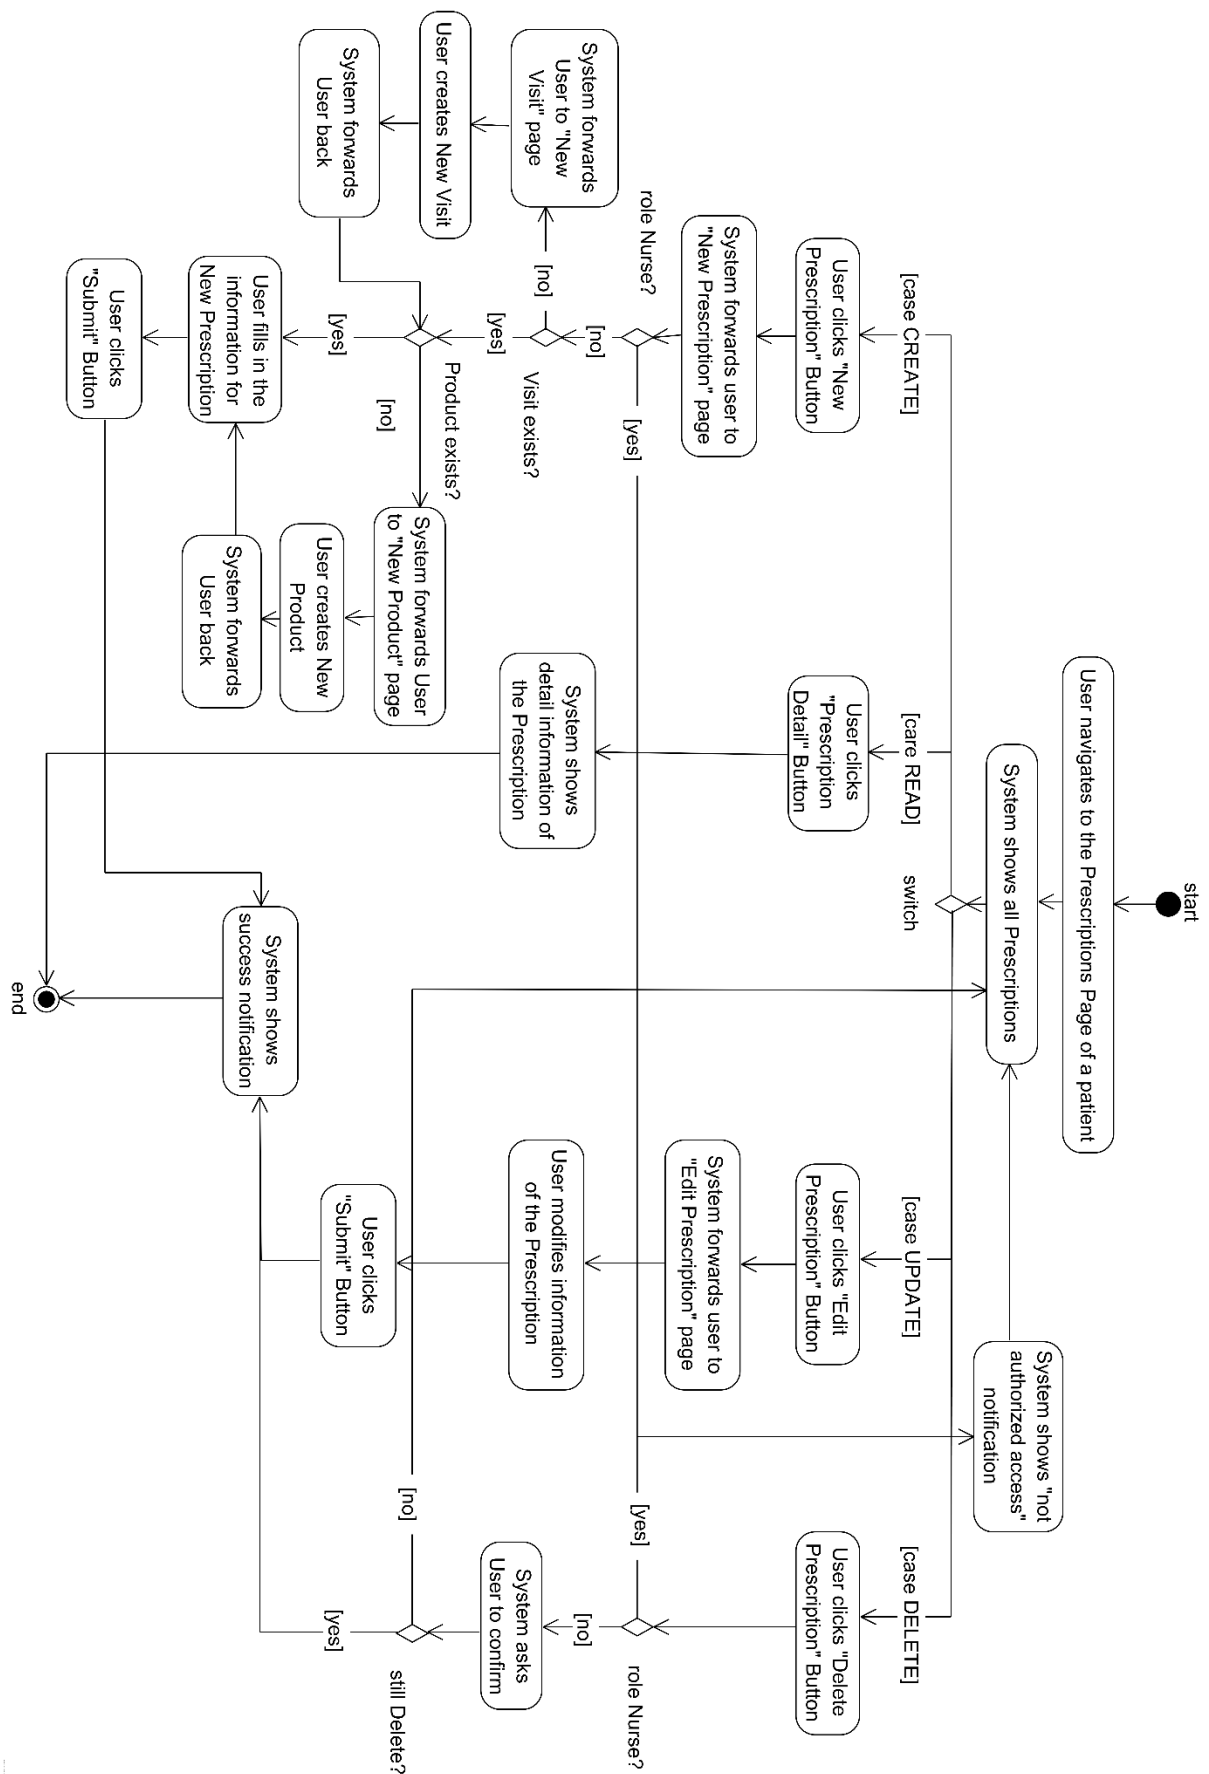 start
User navigates to the Prescriptions Page of a patient
System shows all Prescriptions
System shows "not
authorized access"
notification
switch
[case CREATE]
[care READ]
[case UPDATE]
[case DELETE]
User clicks "New
Prescription" Button
User clicks
"Prescription
Detail" Button
User clicks "Edit
Prescription" Button
User clicks "Delete
Prescription" Button
System forwards user to
"New Prescription" page
System forwards user to
"Edit Prescription" page
role Nurse?
[yes]
[yes]
role Nurse?
[no]
[no]
System forwards
User to "New
Visit" page
[no]
Visit exists?
System shows
detail information of
the Prescription
User modifies information
of the Prescription
System asks
User to confirm
[yes]
User creates New Visit
Product exists?
[no]
System forwards User
to "New Product" page
[no]
still Delete?
System forwards
User back
[yes]
User creates New
Product
User clicks
"Submit" Button
[yes]
User fills in the
information for
New Prescription
System forwards
User back
System shows
success notification
User clicks
"Submit" Button
end